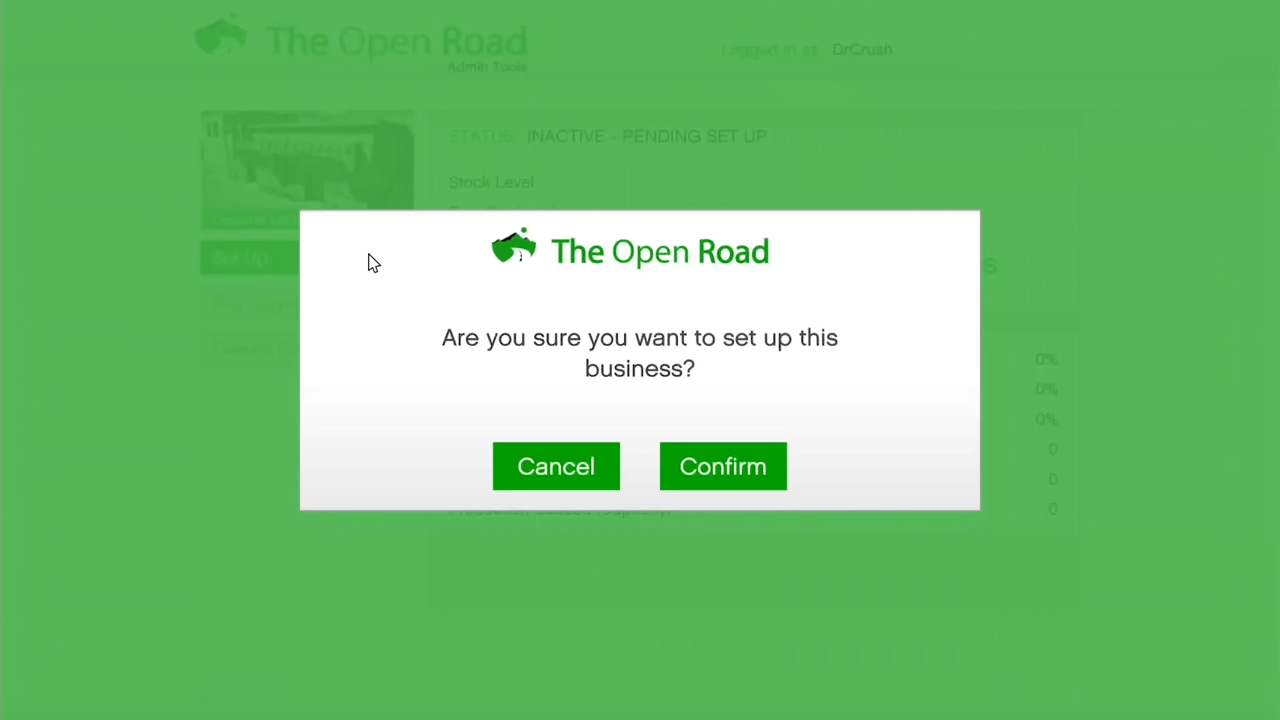 The Open Road
Admin Tools
Logged in as DrCrush
STATUS: INACTIVE - PENDING SET UP
Stock Level
Set Up
The Open Road
Are you sure you want to set up this
business?
Cancel
Confirm
0%
0%
0%
0
0
0